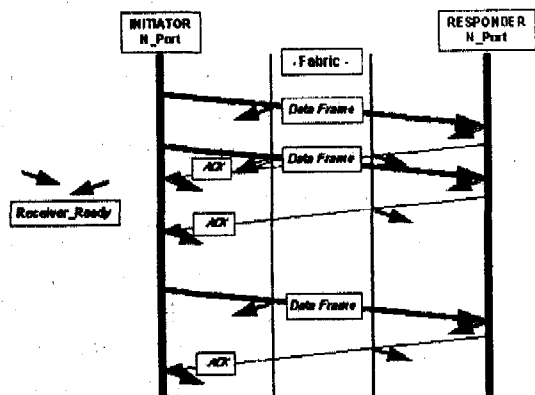 INITIATOR
N_Port
RESPONDER
N_Port
- Fabric -
Data Frame
Data Frame
ACK
Receiver_Ready
ACK
Data Frame
ACK